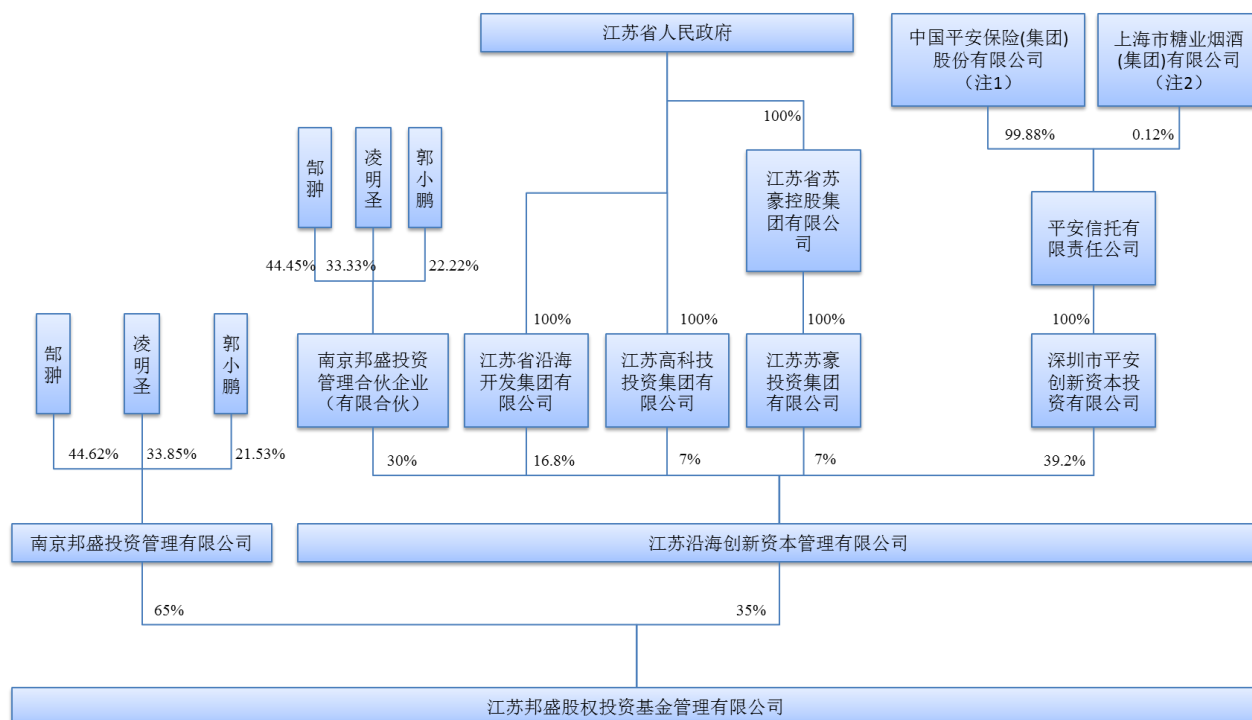 江苏省人民政府
中国平安保险(集团)
股份有限公司
（注1）
上海市糖业烟酒
(集团)有限公司
（注2）
100%
99.88%
0.12%
郜翀
凌明圣
郭小鹏
江苏省苏
豪控股集
团有限公
司
平安信托有
限责任公司
44.45%
33.33%
22.22%
100%
100%
100%
100%
郜翀
凌明圣
郭小鹏
南京邦盛投资
管理合伙企业
（有限合伙）
江苏省沿海
开发集团有
限公司
江苏高科技
投资集团有
限公司
江苏苏豪
投资集团
有限公司
深圳市平安
创新资本投
资有限公司
44.62%
33.85%
21.53%
30%
16.8%
7%
7%
39.2%
南京邦盛投资管理有限公司
江苏沿海创新资本管理有限公司
65%
35%
江苏邦盛股权投资基金管理有限公司